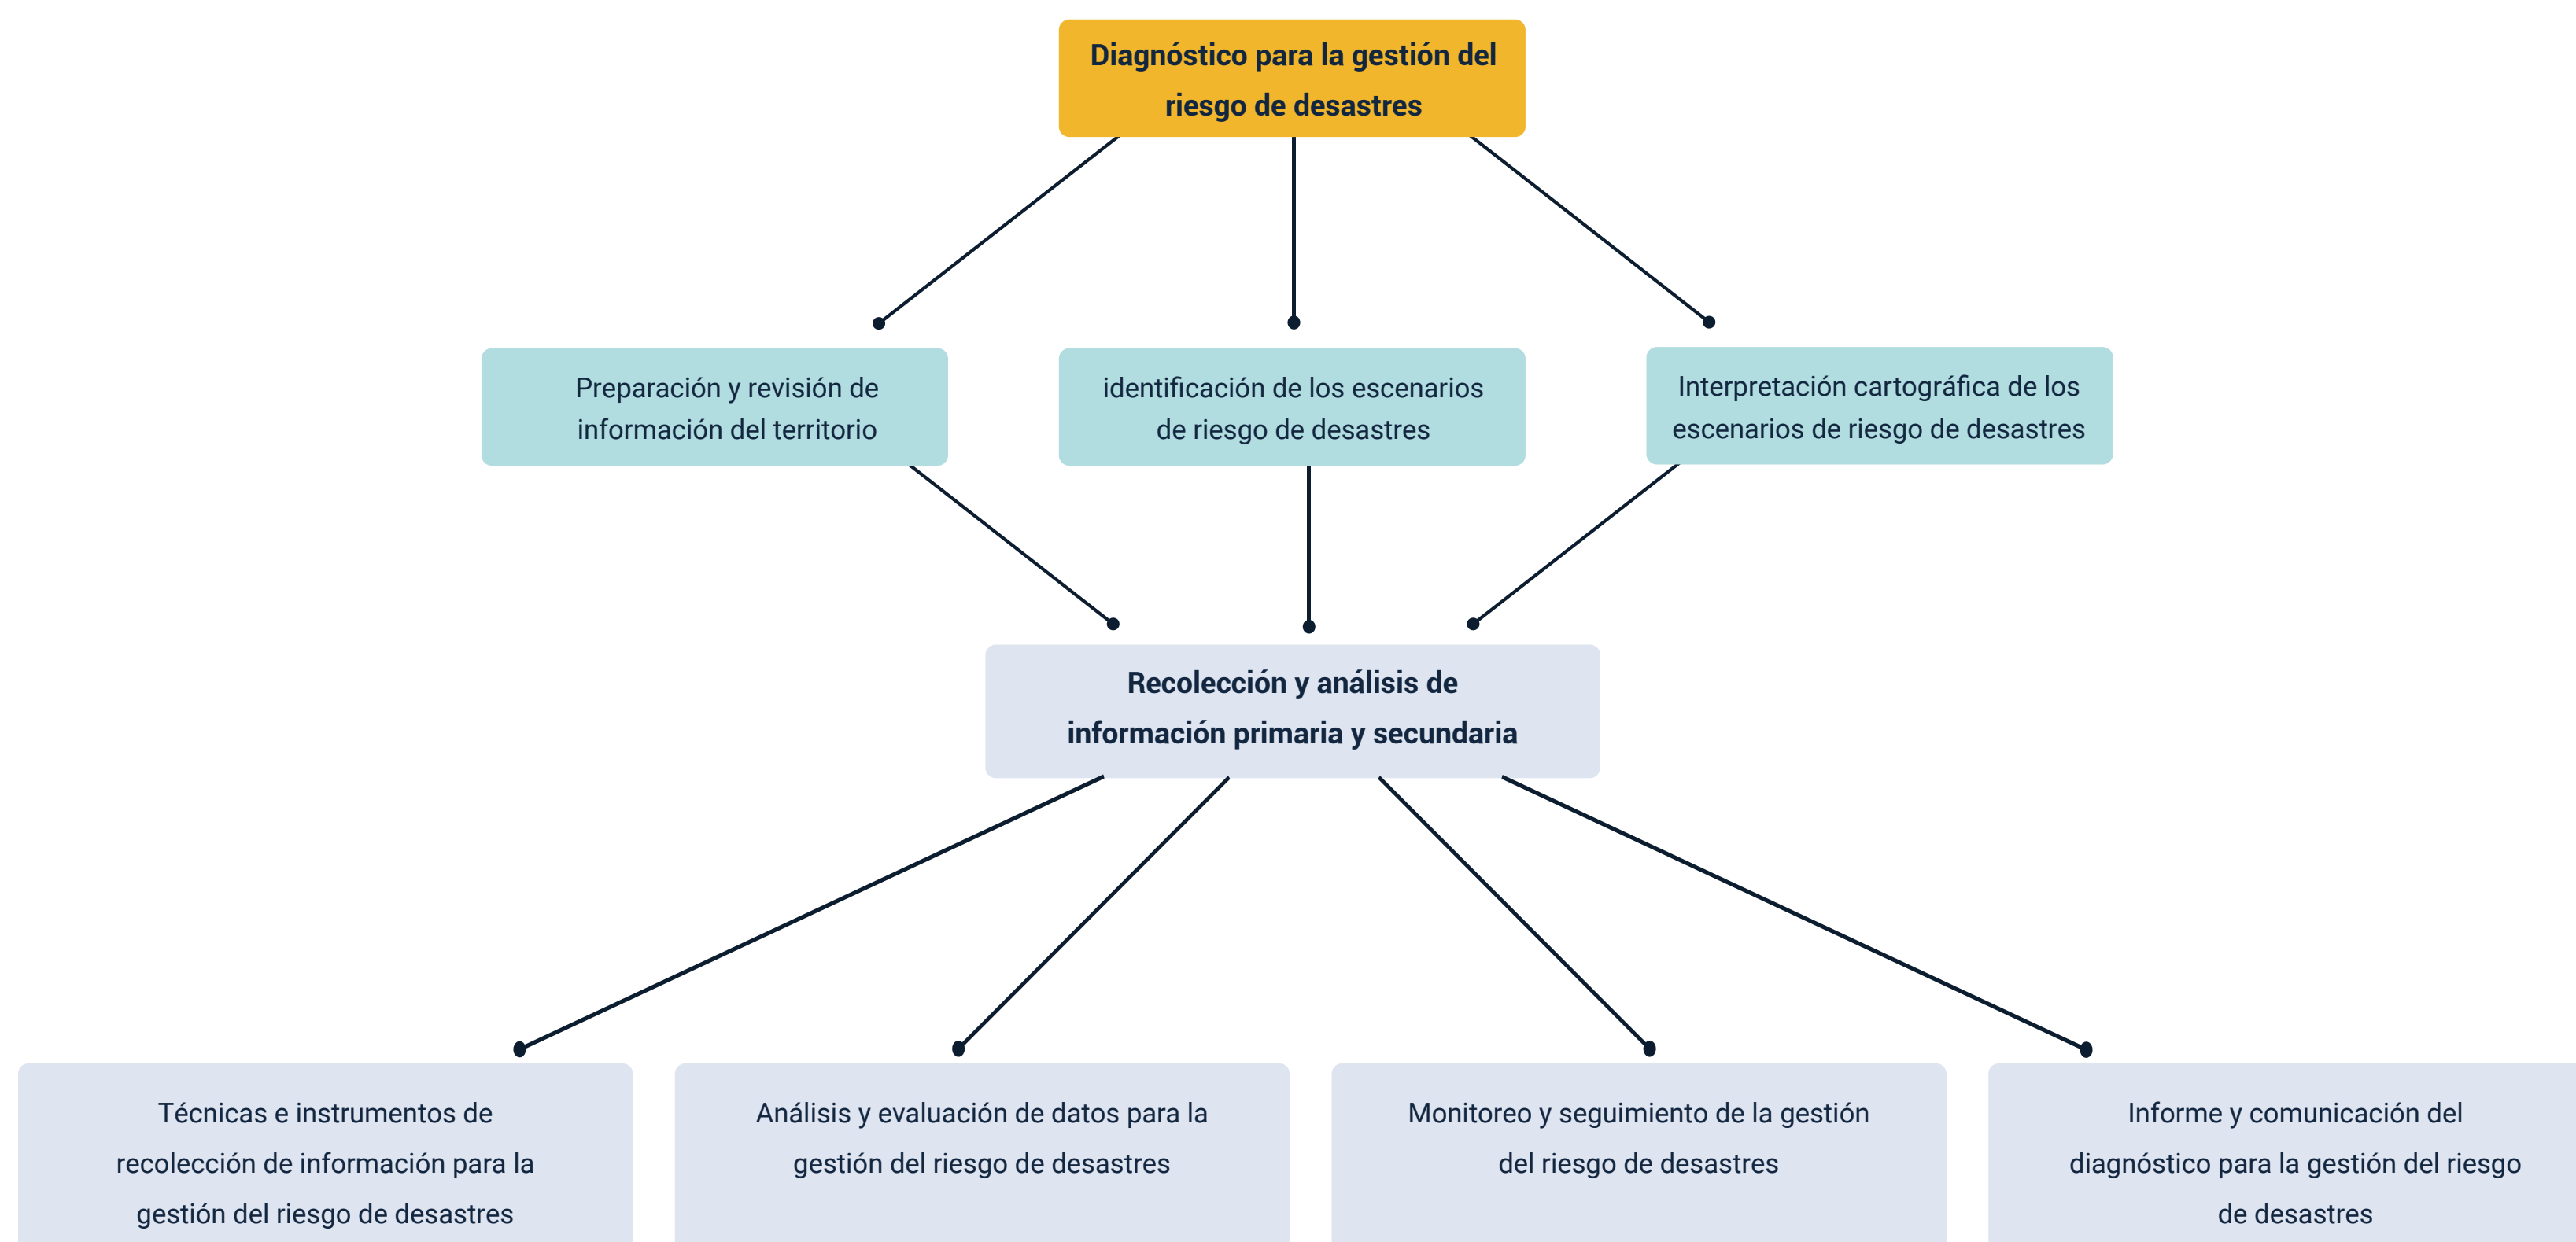 Diagnóstico para la gestión del
riesgo de desastres
Preparación y revisión de
información del territorio
identificación de los escenarios
de riesgo de desastres
Interpretación cartográfica de los
escenarios de riesgo de desastres
Recolección y análisis de
información primaria y secundaria
Técnicas e instrumentos de
recolección de información para la
gestión del riesgo de desastres
Análisis y evaluación de datos para la
gestión del riesgo de desastres
Monitoreo y seguimiento de la gestión
del riesgo de desastres
Informe y comunicación del
diagnóstico para la gestión del riesgo
de desastres